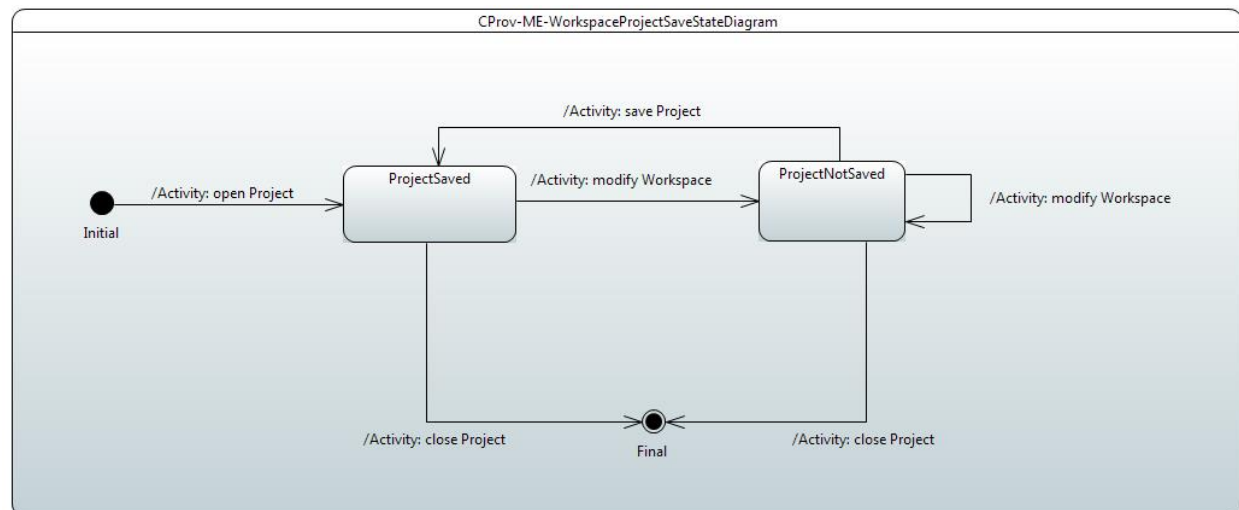 CProv-ME-WorkspaceProjectSaveStateDiagram
/Activity: save Project
ProjectSaved
ProjectNotSaved
/Activity: open Project
/Activity: modify Workspace
/Activity: modify Workspace
Initial
/Activity: close Project
/Activity: close Project
Final